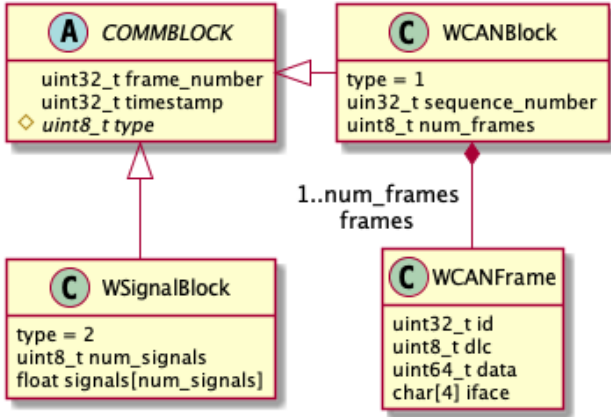 A COMMBLOCK
uint32_t frame_number
uint32_t timestamp
uint8_t type
C WCANBlock
type = 1
uin32_t sequence_number
uint8_t num_frames
1..num_frames
frames
C WSignalBlock
type = 2
uint8_t num_signals
float signals[num_signals]
C WCANFrame
uint32_t id
uint8_t dlc
uint64_t data
char[4] iface